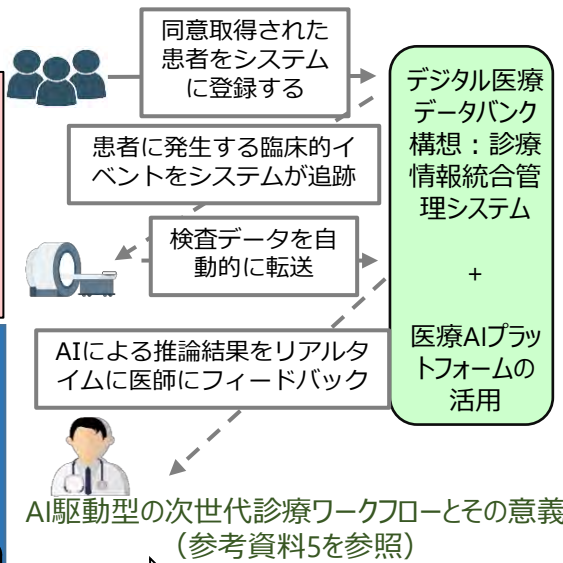 同意取得された
患者をシステム
に登録する
患者に発生する臨床的イ
ベントをシステムが追跡
検査データを自
動的に転送
AIによる推論結果をリアルタ
イムに医師にフィードバック
デジタル医療
データバンク
構想：診療
情報統合管
理システム
+
医療AIプラッ
トフォームの
活用
AI駆動型の次世代診療ワークフローとその意義
（参考資料5を参照）